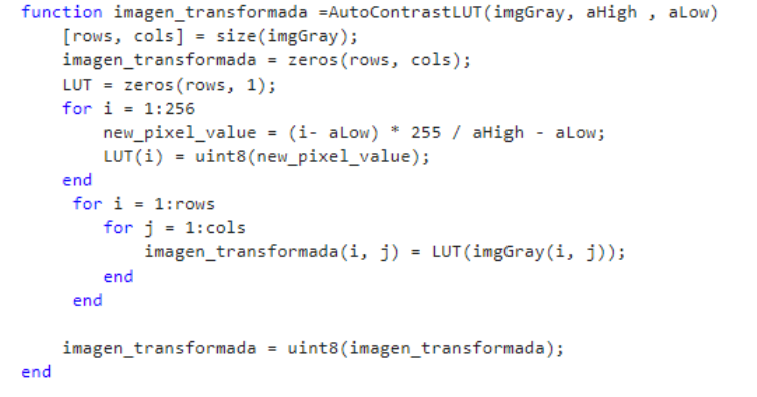 function imagen_transformada =AutoContrastLUT(imgGray, aHigh , aLow)
[rows, cols] = size(imgGray);
imagen_transformada = zeros(rows, cols);
LUT = zeros(rows, 1);
for i = 1:256
new_pixel_value = (i- aLow) * 255 / aHigh - aLow;
LUT(i) = uint8(new_pixel_value);
end
for i = 1:rows
for j = 1:cols
imagen_transformada(i, j) = LUT(imgGray(i, j));
end
end
imagen_transformada = uint8(imagen_transformada);
end